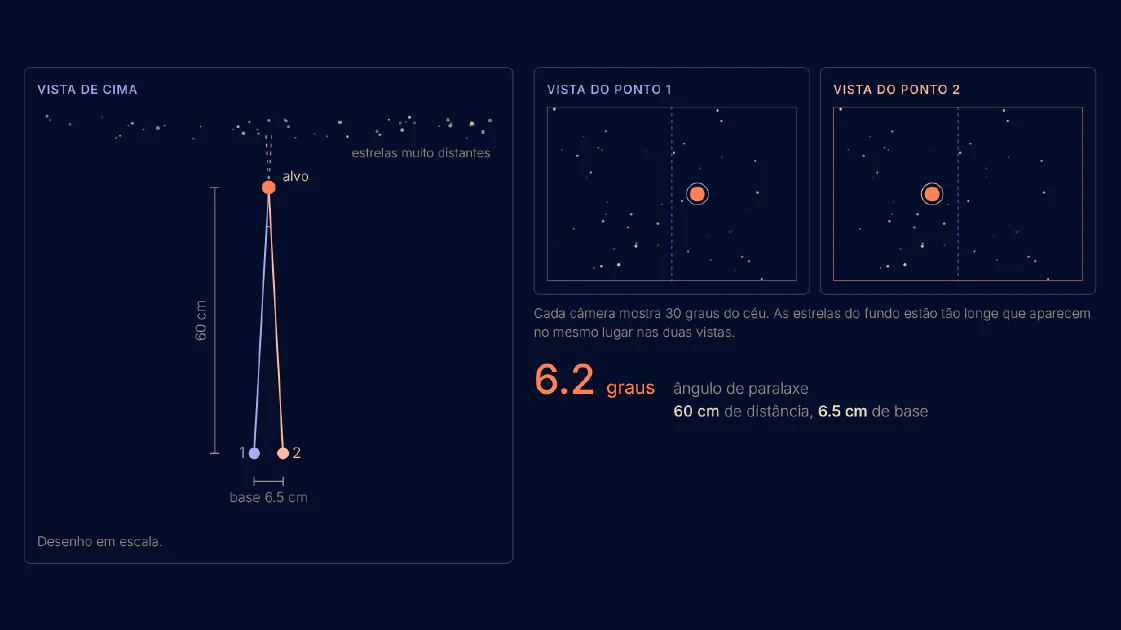 VISTA DE CIMA
estrelas muito distantes
alvo
60 cm
1
2
base 6.5 cm
Desenho em escala.
VISTA DO PONTO 1
VISTA DO PONTO 2
Cada câmera mostra 30 graus do céu. As estrelas do fundo estão tão longe que aparecem
no mesmo lugar nas duas vistas.
6.2 graus
ângulo de paralaxe
60 cm de distância, 6.5 cm de base